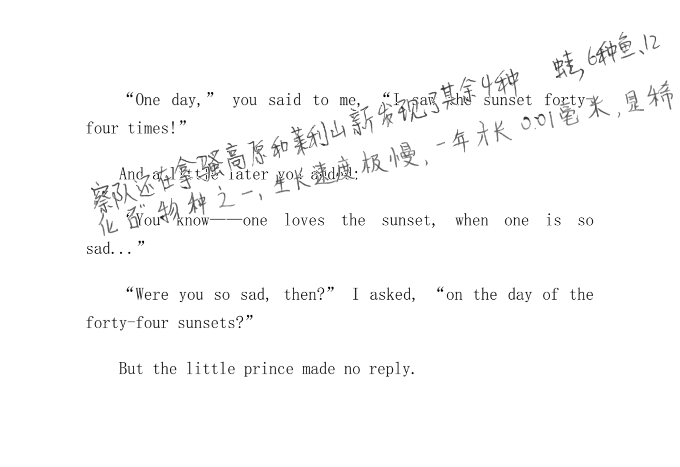 “One day,” you said to me, “I saw the sunset forty-
four times!”
And a little later you added:
“You know——one loves the sunset, when one is so
sad...”
“Were you so sad, then?” I asked, “on the day of the
forty-four sunsets?”
But the little prince made no reply.
察队还在拿骚高原和莱利山新发现了其余4种 蛙,6种鱼、12
化石”物种之一,生长速度极慢,一年才长0.01毫米,是稀